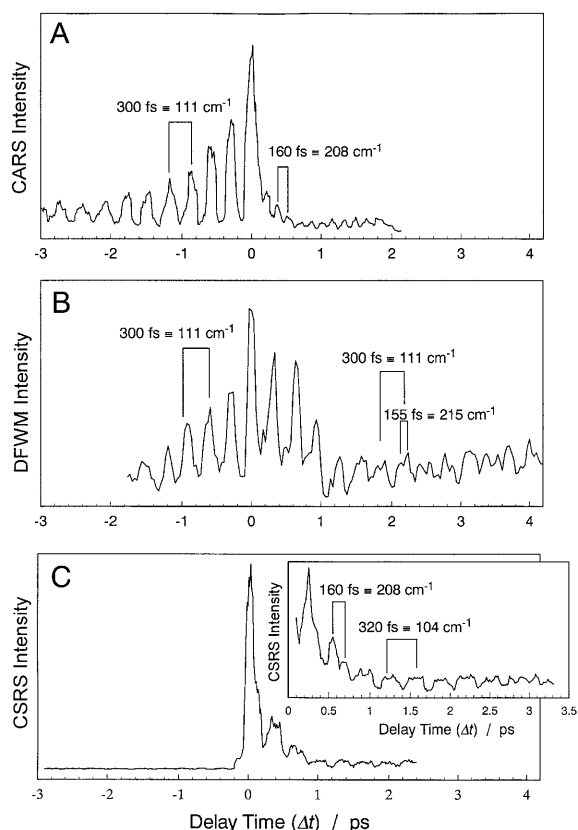 A
300 fs ≡ 111 cm⁻¹
160 fs ≡ 208 cm⁻¹
CARS Intensity
-3 -2 -1 0 1 2 3 4
B
300 fs ≡ 111 cm⁻¹
300 fs ≡ 111 cm⁻¹
155 fs ≡ 215 cm⁻¹
DFWM Intensity
-3 -2 -1 0 1 2 3 4
C
160 fs ≡ 208 cm⁻¹
320 fs ≡ 104 cm⁻¹
CSRS Intensity
0 0.5 1 1.5 2 2.5 3 3.5
Delay Time (Δt) / ps
CSRS Intensity
-3 -2 -1 0 1 2 3 4
Delay Time (Δt) / ps